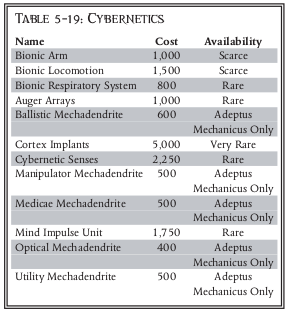 TABLE 5-19: CYBERNETICS
Name Cost Availability
Bionic Arm 1,000 Scarce
Bionic Locomotion 1,500 Scarce
Bionic Respiratory System 800 Rare
Auger Arrays 1,000 Rare
Ballistic Mechadendrite 600 Adeptus
Mechanicus Only
Cortex Implants 5,000 Very Rare
Cybernetic Senses 2,250 Rare
Manipulator Mechadendrite 500 Adeptus
Mechanicus Only
Medicae Mechadendrite 500 Adeptus
Mechanicus Only
Mind Impulse Unit 1,750 Rare
Optical Mechadendrite 400 Adeptus
Mechanicus Only
Utility Mechadendrite 500 Adeptus
Mechanicus Only